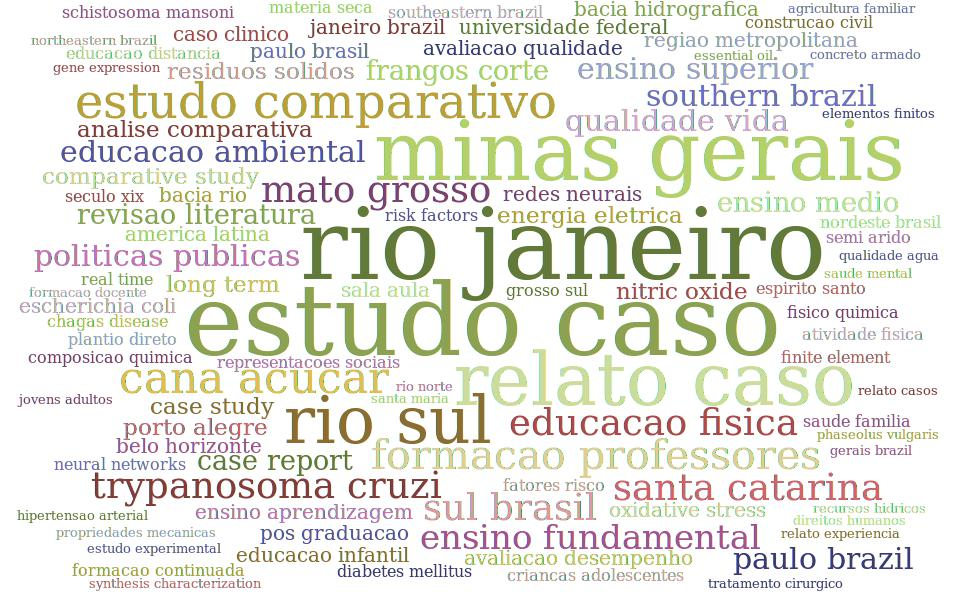 schistosoma mansoni
materia seca
southeastern brazil
bacia hidrografica
agricultura familiar
northeastern brazil
caso clinico
janeiro brazil
universidade federal
construcao civil
educacao distancia
paulo brasil
avaliacao qualidade
regiao metropolitana
essential oil
concreto armado
gene expression
residuos solidos
frangos corte
ensino superior
estudo comparativo
southern brazil
analise comparativa
qualidade vida
elementos finitos
educacao ambiental
minas gerais
comparative study
mato grosso
redes neurais
seculo xix
bacia rio
ensino medio
revisao literatura
risk factors
energia eletrica
nordeste brasil
america latina
rio janeiro
semi arido
politicas publicas
qualidade agua
real time
long term
sala aula
grosso sul
nitric oxide
espirito santo
saude mental
formacao docente
escherichia coli
estudo caso
fisico quimica
chagas disease
atividade fisica
plantio direto
composicao quimica
representacoes sociais
finite element
cana acucar
rio norte
relato caso
relato casos
jovens adultos
santa maria
case study
rio sul
educacao fisica
saude familia
porto alegre
phaseolus vulgaris
belo horizonte
gerais brazil
neural networks
case report
formacao professores
trypanosoma cruzi
fatores risco
santa catarina
hipertensao arterial
ensino aprendizagem
sul brasil
oxidative stress
recursos hidricos
direitos humanos
propriedades mecanicas
pos graduacao
ensino fundamental
relato experiencia
estudo experimental
educacao infantil
avaliacao desempenho
paulo brazil
formacao continuada
diabetes mellitus
criancas adolescentes
synthesis characterization
tratamento cirurgico